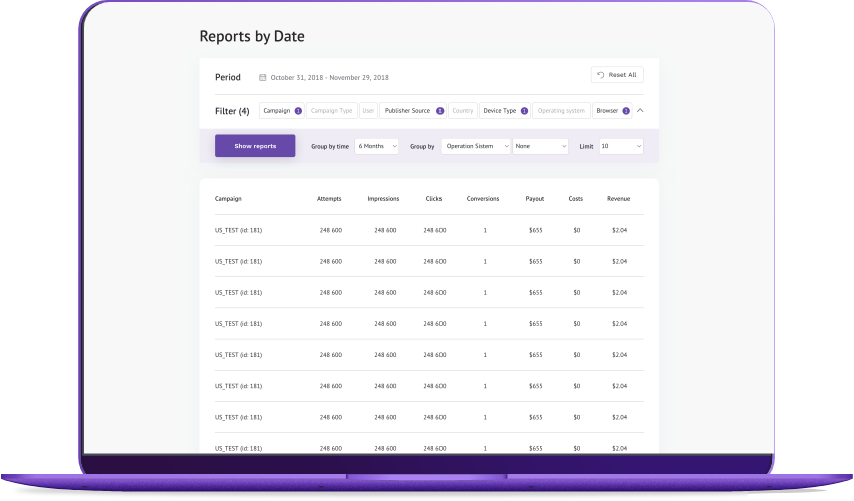 Reports by Date
Period October 31, 2018 - November 29, 2018 Reset All
Filter (4) Campaign 1 Campaign Type User Publisher Source 1 Country Device Type 1 Operating system Browser 1
Show reports Group by time 6 Months Group by Operation Sistem None Limit 10
Campaign Attempts Impressions Clicks Conversions Payout Costs Revenue
US_TEST (id: 181) 248 600 248 600 248 600 1 $655 $0 $2.04
US_TEST (id: 181) 248 600 248 600 248 600 1 $655 $0 $2.04
US_TEST (id: 181) 248 600 248 600 248 600 1 $655 $0 $2.04
US_TEST (id: 181) 248 600 248 600 248 600 1 $655 $0 $2.04
US_TEST (id: 181) 248 600 248 600 248 600 1 $655 $0 $2.04
US_TEST (id: 181) 248 600 248 600 248 600 1 $655 $0 $2.04
US_TEST (id: 181) 248 600 248 600 248 600 1 $655 $0 $2.04
US_TEST (id: 181) 248 600 248 600 248 600 1 $655 $0 $2.04